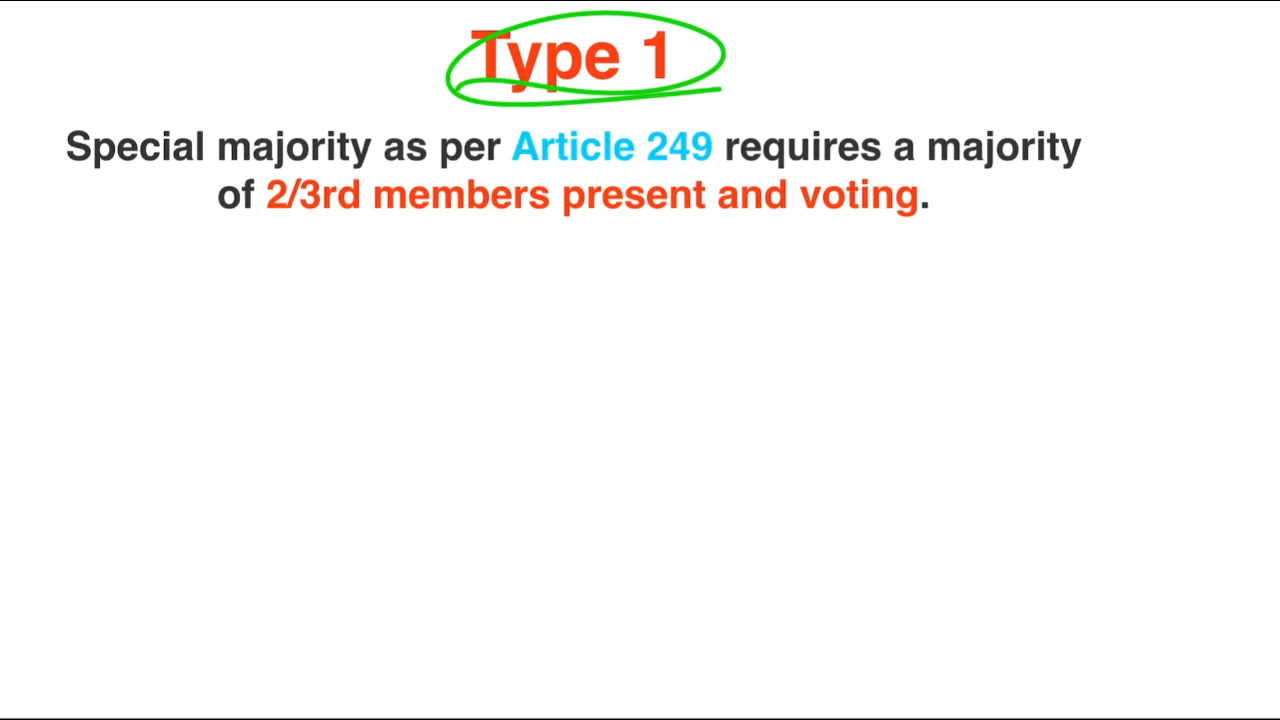 Type 1
Special majority as per Article 249 requires a majority
of 2/3rd members present and voting.